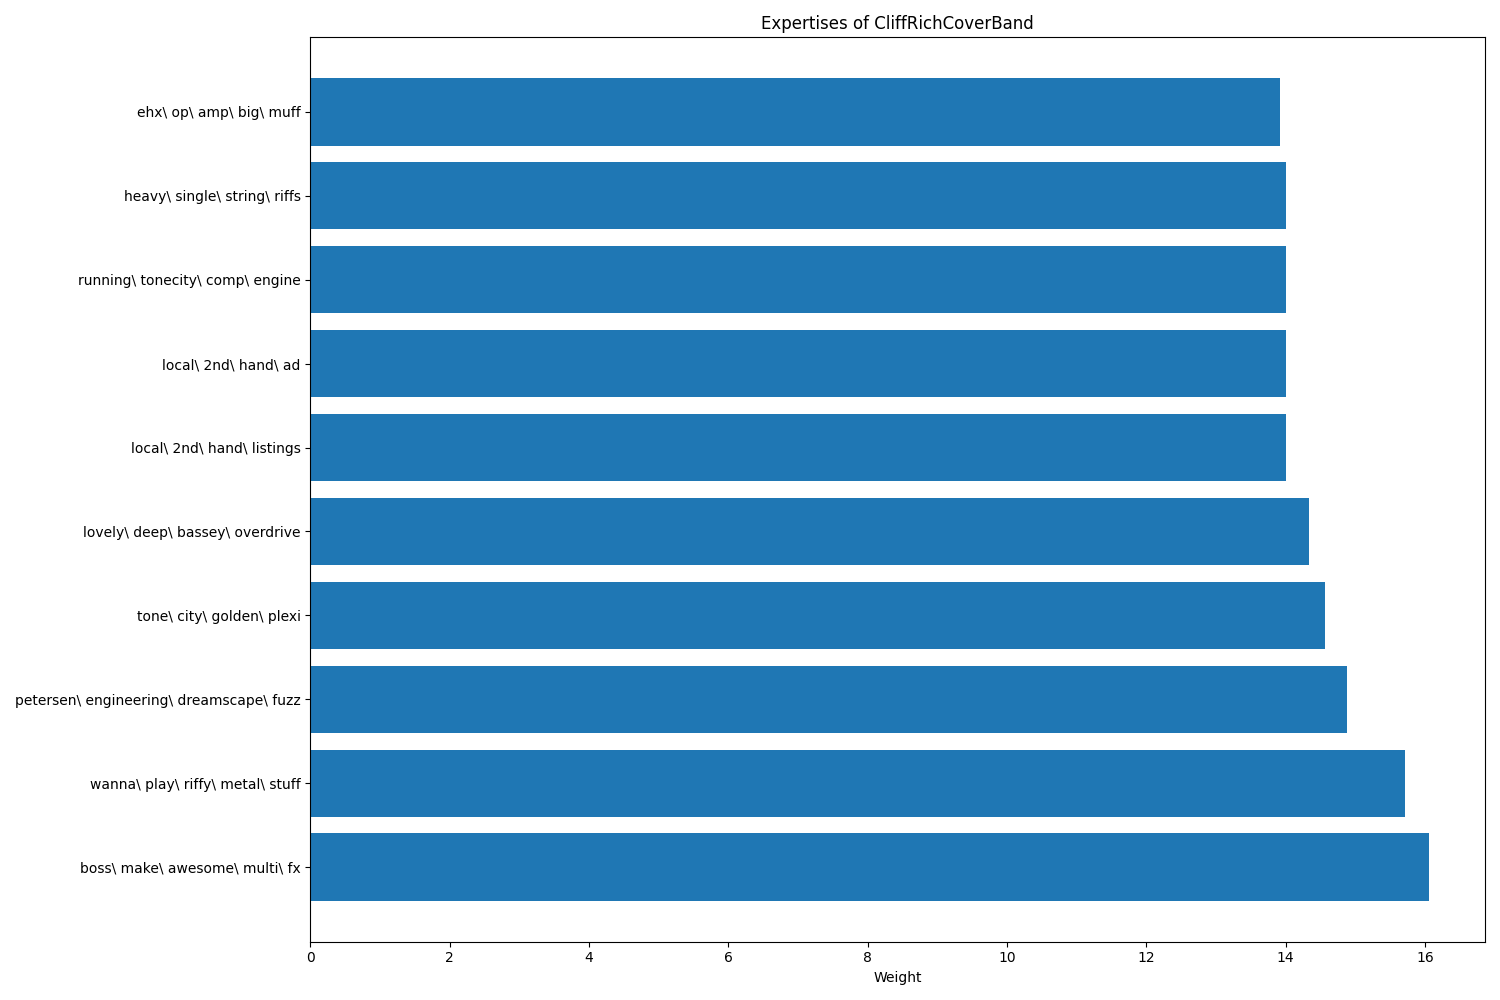 Expertises of CliffRichCoverBand
ehx\ op\ amp\ big\ muff
heavy\ single\ string\ riffs
running\ tonecity\ comp\ engine
local\ 2nd\ hand\ ad
local\ 2nd\ hand\ listings
lovely\ deep\ bassey\ overdrive
tone\ city\ golden\ plexi
petersen\ engineering\ dreamscape\ fuzz
wanna\ play\ riffy\ metal\ stuff
boss\ make\ awesome\ multi\ fx
0 2 4 6 8 10 12 14 16
Weight